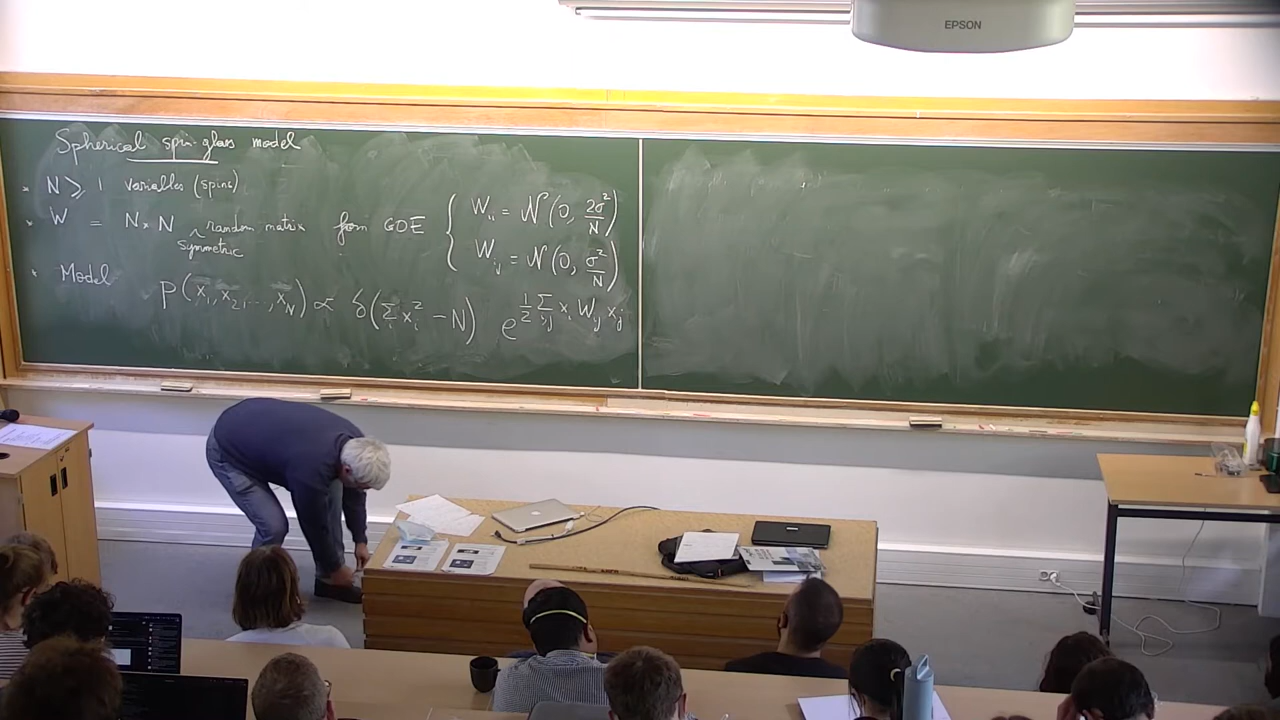 EPSON
Spherical spin-glass model
* N ⩾ 1 variables (spins)
* W = N×N random matrix from GOE { W_ii = N(0, 2σ²/N)
symmetric
W_ij = N(0, σ²/N)
* Model
P(x_1, x_2, ..., x_N) ∝ δ(Σ_i x_i² − N) e^{½ Σ_{i,j} x_i W_ij x_j}